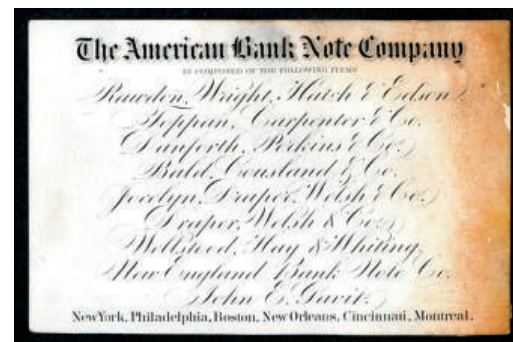 The American Bank Note Company
IS COMPOSED OF THE FOLLOWING FIRMS
Rawdon, Wright, Hatch & Edson.
Toppan, Carpenter & Co.
Danforth, Perkins & Co.
Bald, Cousland & Co.
Jocelyn, Draper, Welsh & Co.
Draper, Welsh & Co.
Wellstood, Hay & Whiting,
New England Bank Note Co.
John E. Gavit.
New York, Philadelphia, Boston, New Orleans, Cincinnati, Montreal.